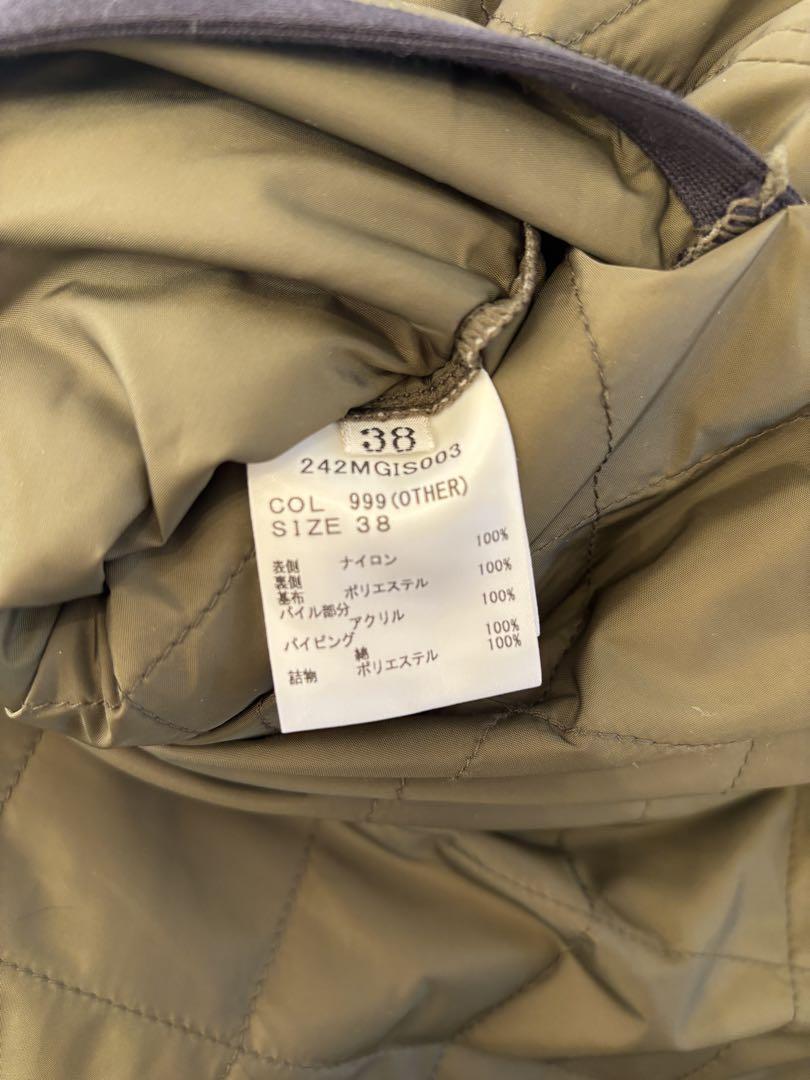 38
242MGIS003
COL 999(OTHER)
SIZE 38
表側 ナイロン 100%
裏側
基布 ポリエステル 100%
パイル部分
アクリル 100%
パイピング
綿 100%
詰物 ポリエステル 100%